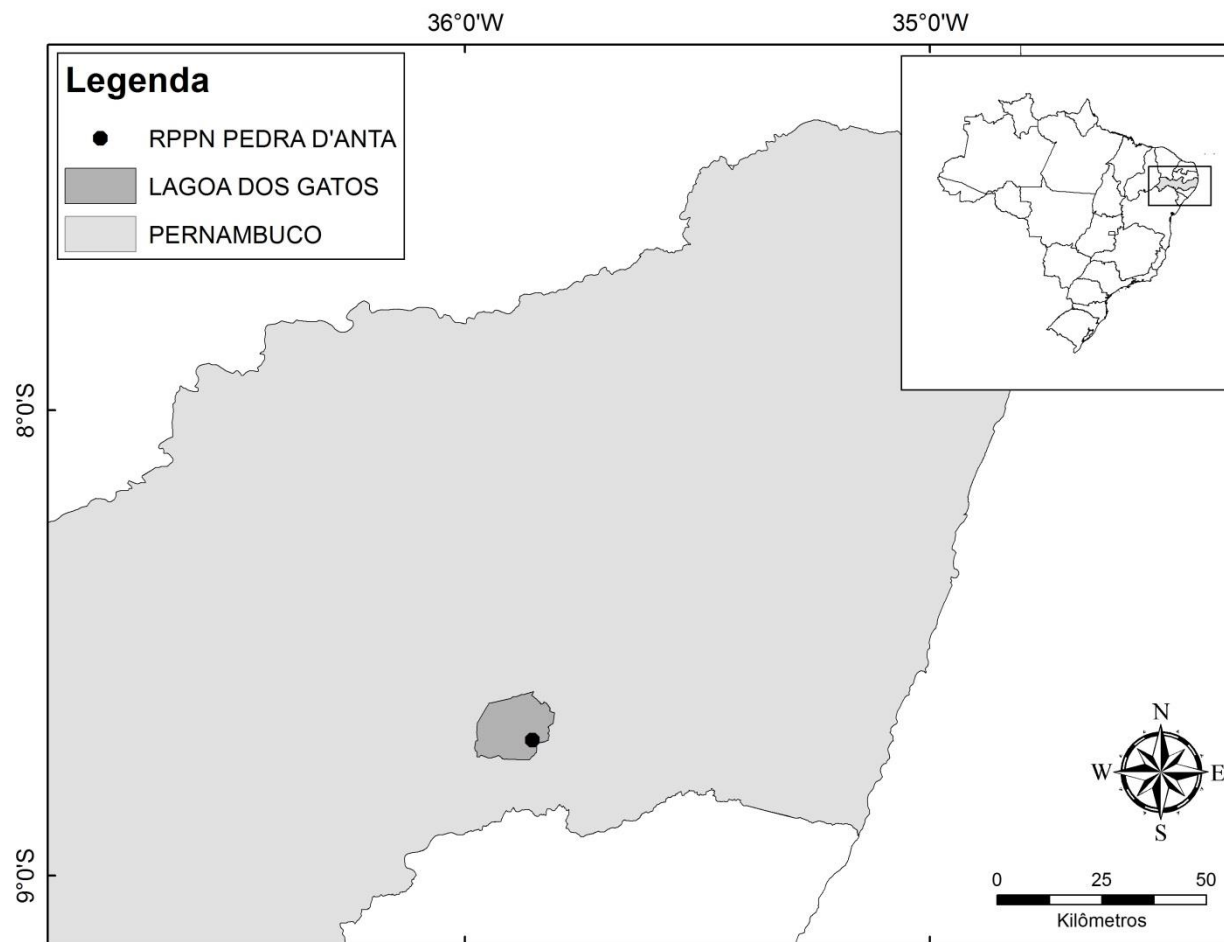 36°0'W
35°0'W
Legenda
RPPN PEDRA D'ANTA
LAGOA DOS GATOS
PERNAMBUCO
8°0'S
9°0'S
N
W
E
S
0
25
50
Kilômetros